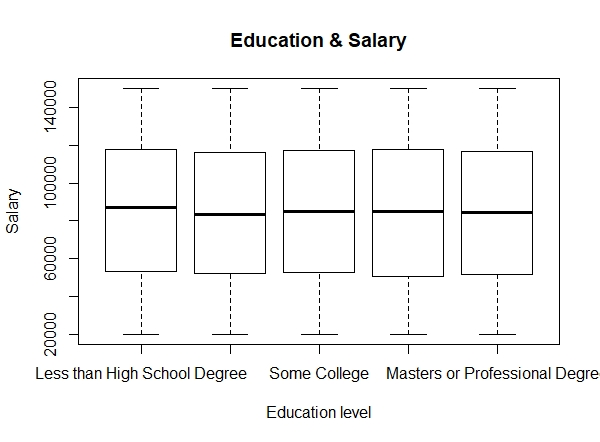 Education & Salary
Salary
140000
100000
60000
20000
Less than High School Degree Some College Masters or Professional Degre
Education level